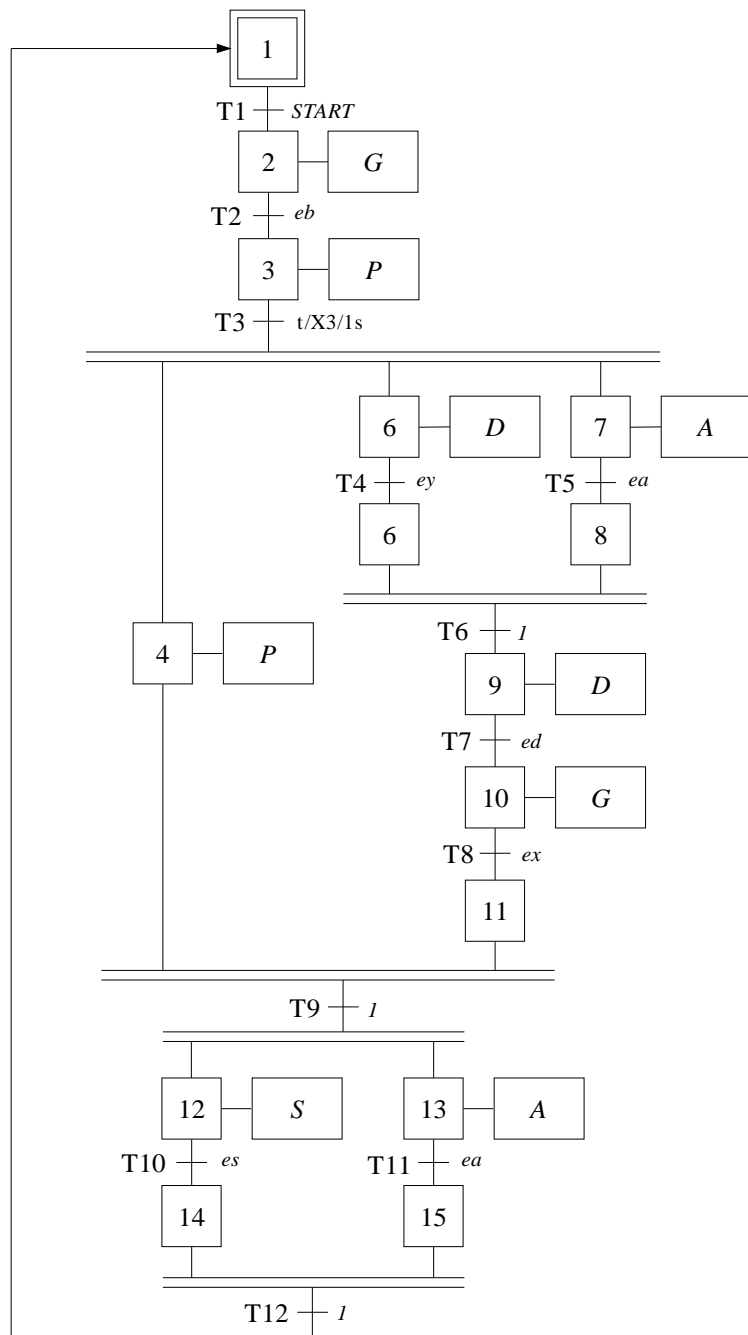 1
T1 START
2 G
T2 eb
3 P
T3 t/X3/1s
6 D 7 A
T4 ey T5 ea
6 8
T6 1
4 P 9 D
T7 ed
10 G
T8 ex
11
T9 1
12 S 13 A
T10 es T11 ea
14 15
T12 1